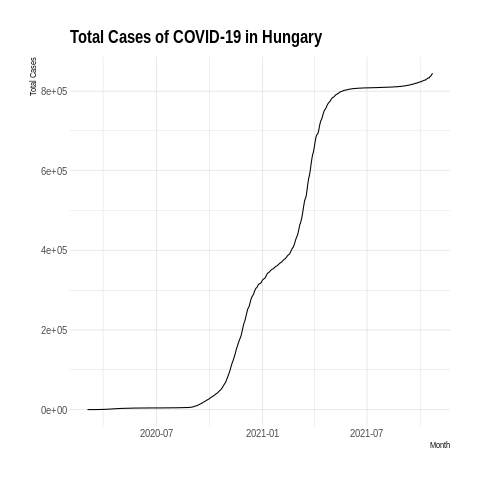 Total Cases of COVID-19 in Hungary
Total Cases
8e+05
6e+05
4e+05
2e+05
0e+00
2020-07 2021-01 2021-07
Month